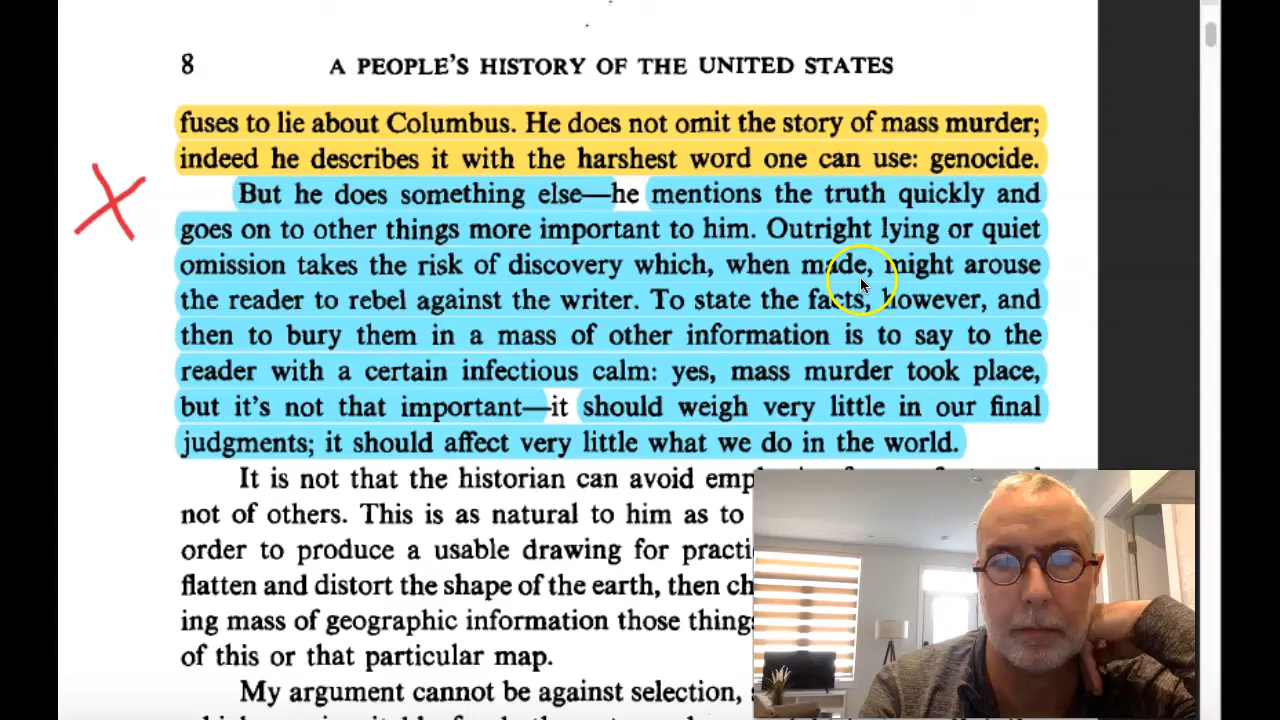 8
A PEOPLE'S HISTORY OF THE UNITED STATES
fuses to lie about Columbus. He does not omit the story of mass murder;
indeed he describes it with the harshest word one can use: genocide.
But he does something else—he mentions the truth quickly and
goes on to other things more important to him. Outright lying or quiet
omission takes the risk of discovery which, when made, might arouse
the reader to rebel against the writer. To state the facts, however, and
then to bury them in a mass of other information is to say to the
reader with a certain infectious calm: yes, mass murder took place,
but it's not that important—it should weigh very little in our final
judgments; it should affect very little what we do in the world.
It is not that the historian can avoid
not of others. This is as natural to him as to
order to produce a usable drawing for
flatten and distort the shape of the earth, then
ing mass of geographic information those
of this or that particular map.
My argument cannot be against selection,